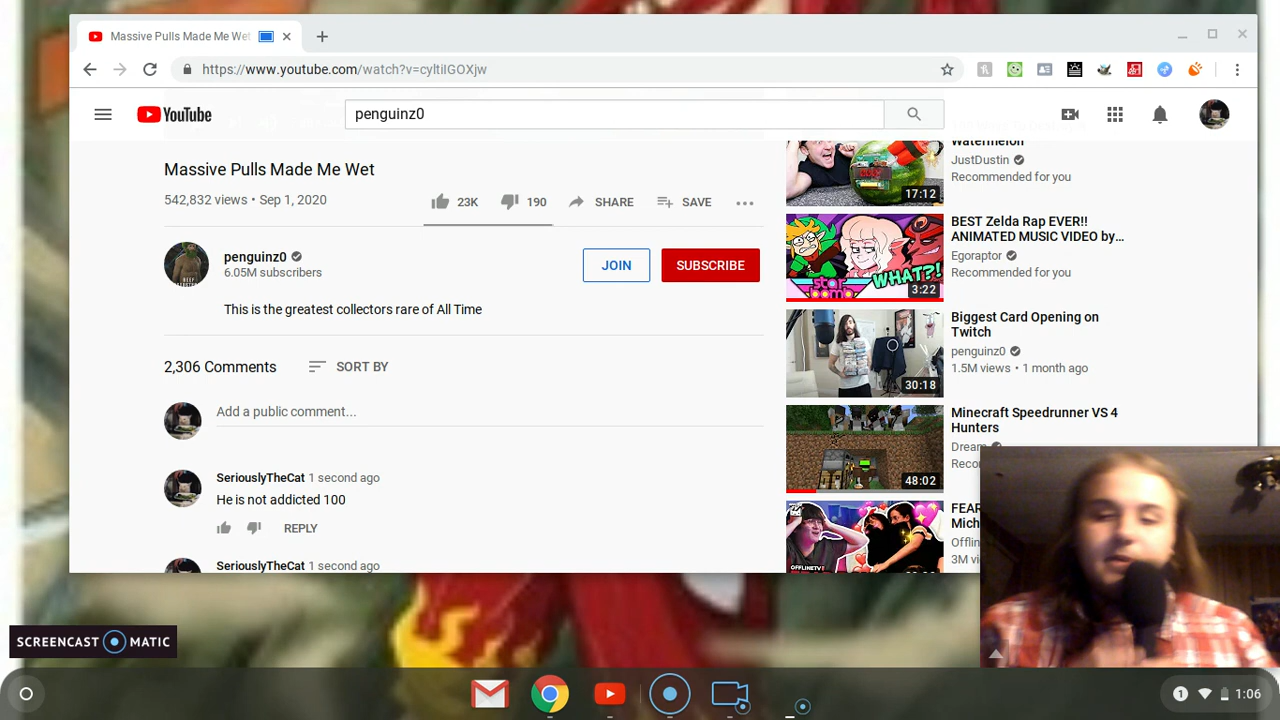 Massive Pulls Made Me Wet
https://www.youtube.com/watch?v=cyltiIGOXjw
YouTube
penguinz0
Massive Pulls Made Me Wet
542,832 views • Sep 1, 2020
23K
190
SHARE
SAVE
penguinz0
6.05M subscribers
JOIN
SUBSCRIBE
This is the greatest collectors rare of All Time
2,306 Comments
SORT BY
Add a public comment...
SeriouslyTheCat 1 second ago
He is not addicted 100
REPLY
SeriouslyTheCat 1 second ago
Watermelon
JustDustin
Recommended for you
17:12
BEST Zelda Rap EVER!!
ANIMATED MUSIC VIDEO by...
Egoraptor
Recommended for you
WHAT?!
STAR
BOMB
3:22
Biggest Card Opening on
Twitch
penguinz0
1.5M views • 1 month ago
30:18
Minecraft Speedrunner VS 4
Hunters
Dream
Reco
48:02
FEAR
Mich
Offlin
3M vi
SCREENCAST MATIC
1
1:06